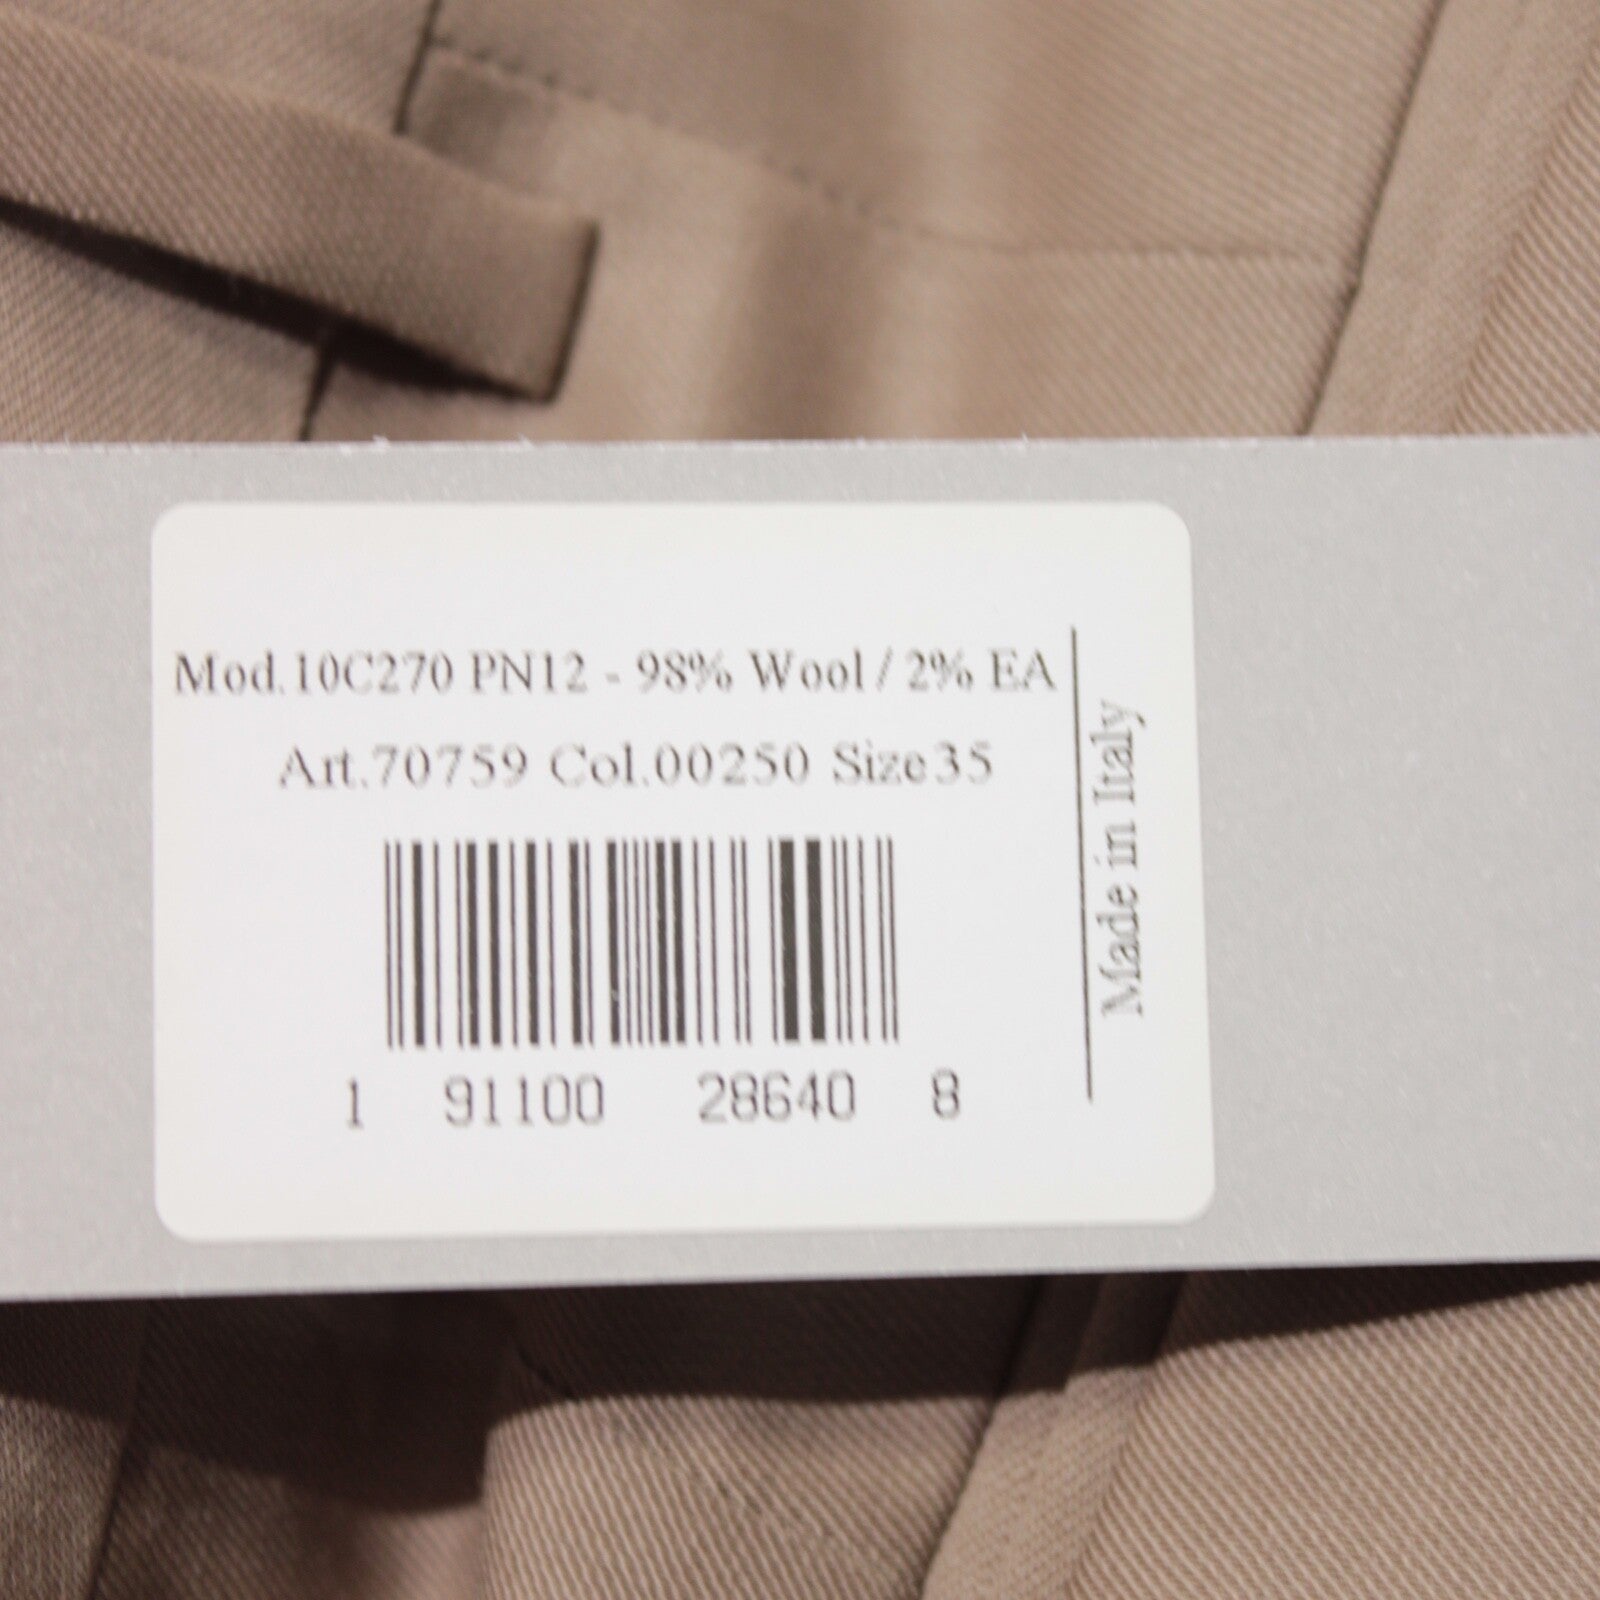 Mod.10C270 PN12 - 98% Wool / 2% EA
Art.70759 Col.00250 Size35
1 91100 28640 8
Made in Italy